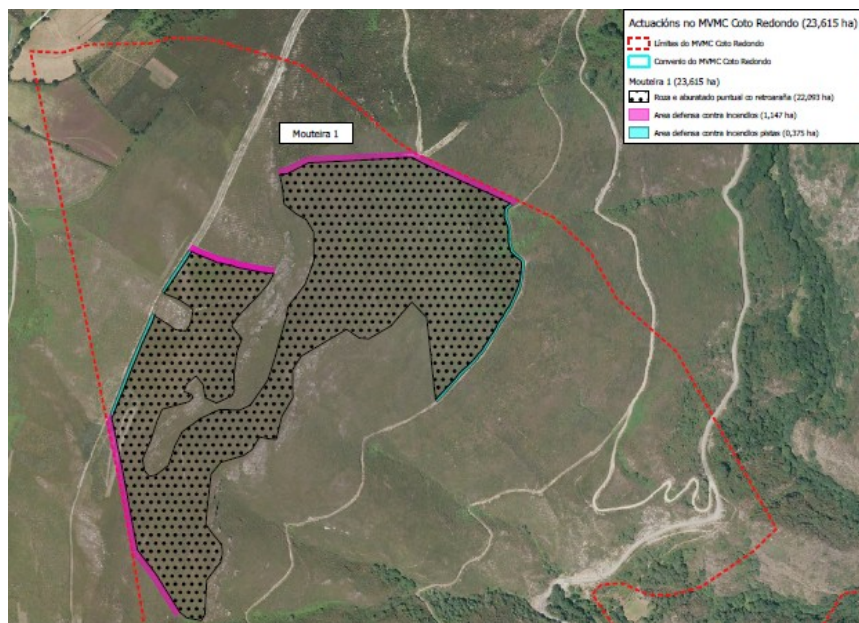 Actuacións no MVMC Coto Redondo (23,615 ha)
Límites do MVMC Coto Redondo
Convenio do MVMC Coto Redondo
Mouteira 1 (23,615 ha)
Roza e aburatado puntual co retroaraña (22,093 ha)
Area defensa contra incendios (1,147 ha)
Area defensa contra incendios pistas (0,375 ha)
Mouteira 1